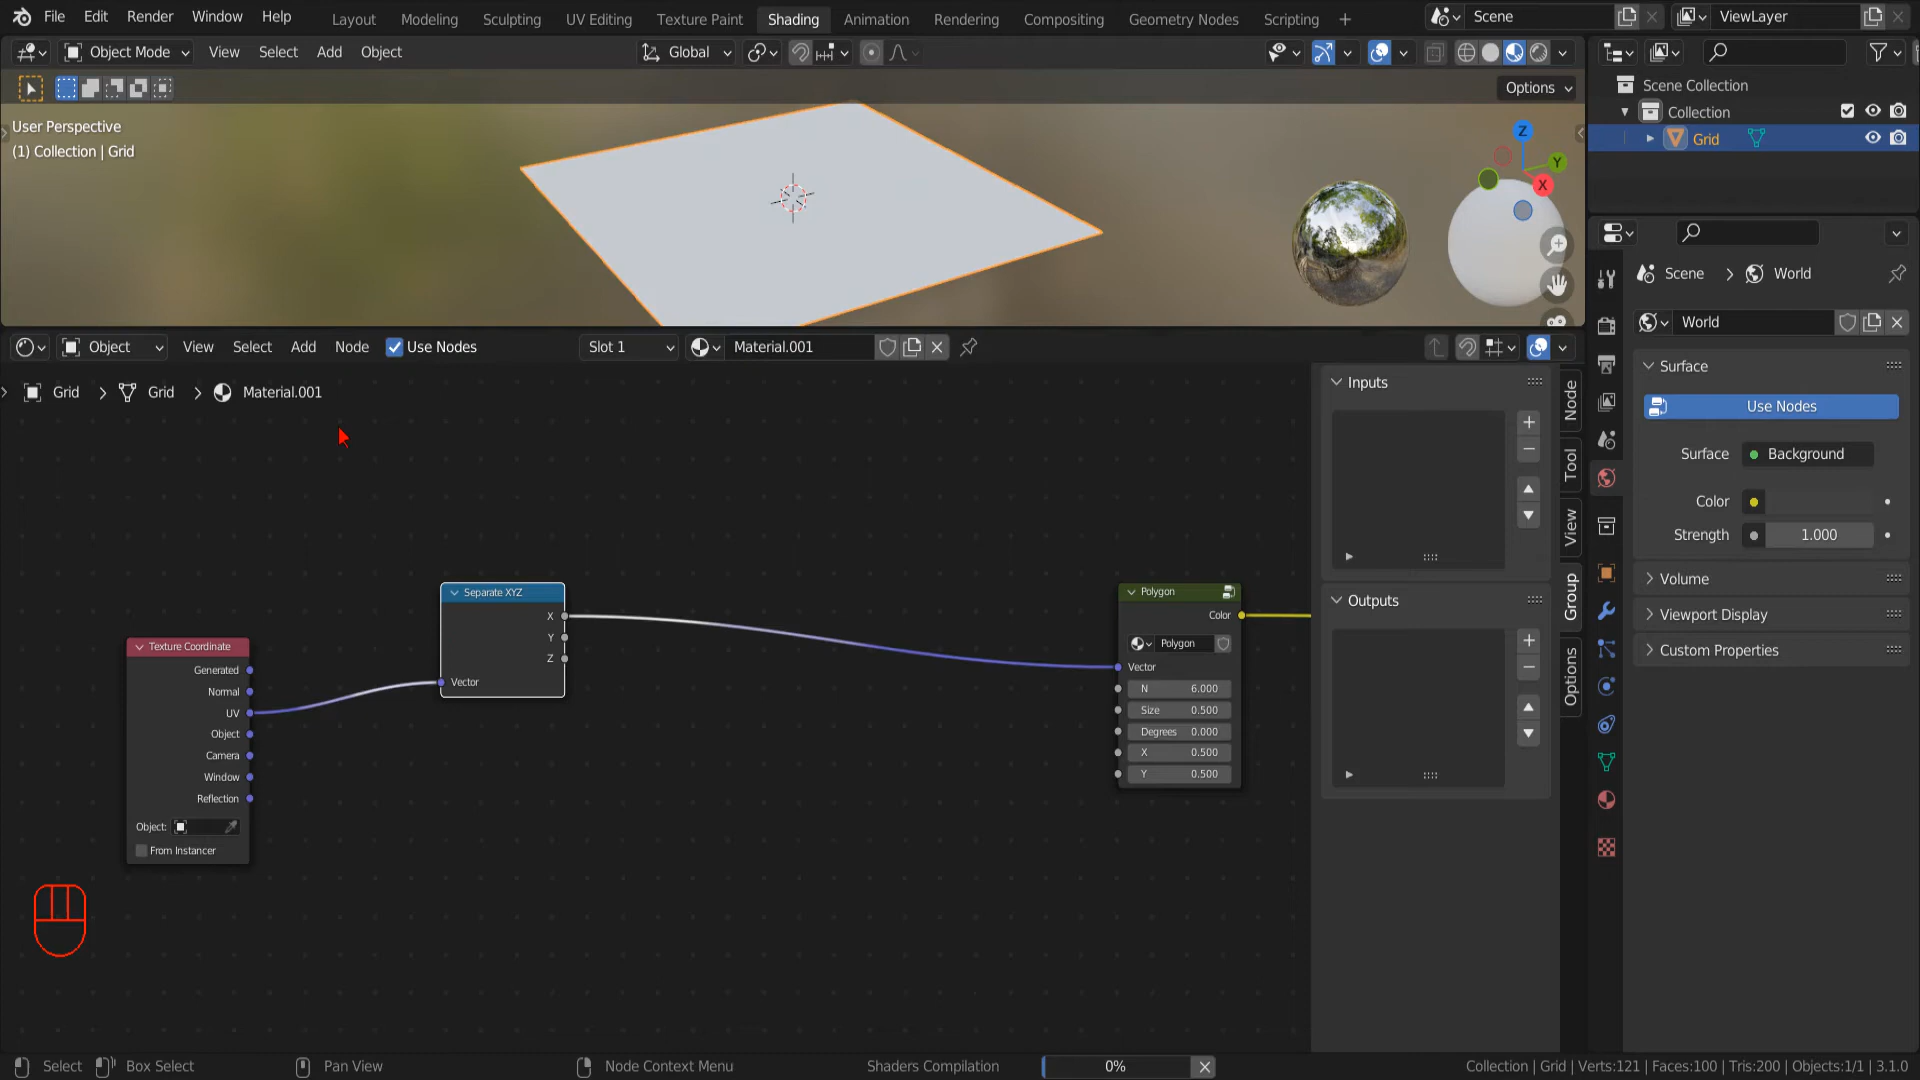 File Edit Render Window Help Layout Modeling Sculpting UV Editing Texture Paint Shading Animation Rendering Compositing Geometry Nodes Scripting + Scene ViewLayer
Object Mode View Select Add Object Global
Options
User Perspective
(1) Collection | Grid
Z
Y
X
Scene Collection
Collection
Grid
Scene > World
World
Surface
Use Nodes
Surface Background
Color
Strength 1.000
Volume
Viewport Display
Custom Properties
Object View Select Add Node Use Nodes Slot 1 Material.001
Grid > Grid > Material.001
Texture Coordinate
Generated
Normal
UV
Object
Camera
Window
Reflection
Object:
From Instancer
Separate XYZ
X
Y
Z
Vector
Polygon
Color
Polygon
Vector
N 6.000
Size 0.500
Degrees 0.000
X 0.500
Y 0.500
Inputs
Outputs
Node
Tool
View
Group
Options
Select Box Select Pan View Node Context Menu Shaders Compilation 0% Collection | Grid | Verts:121 | Faces:100 | Tris:200 | Objects:1/1 | 3.1.0